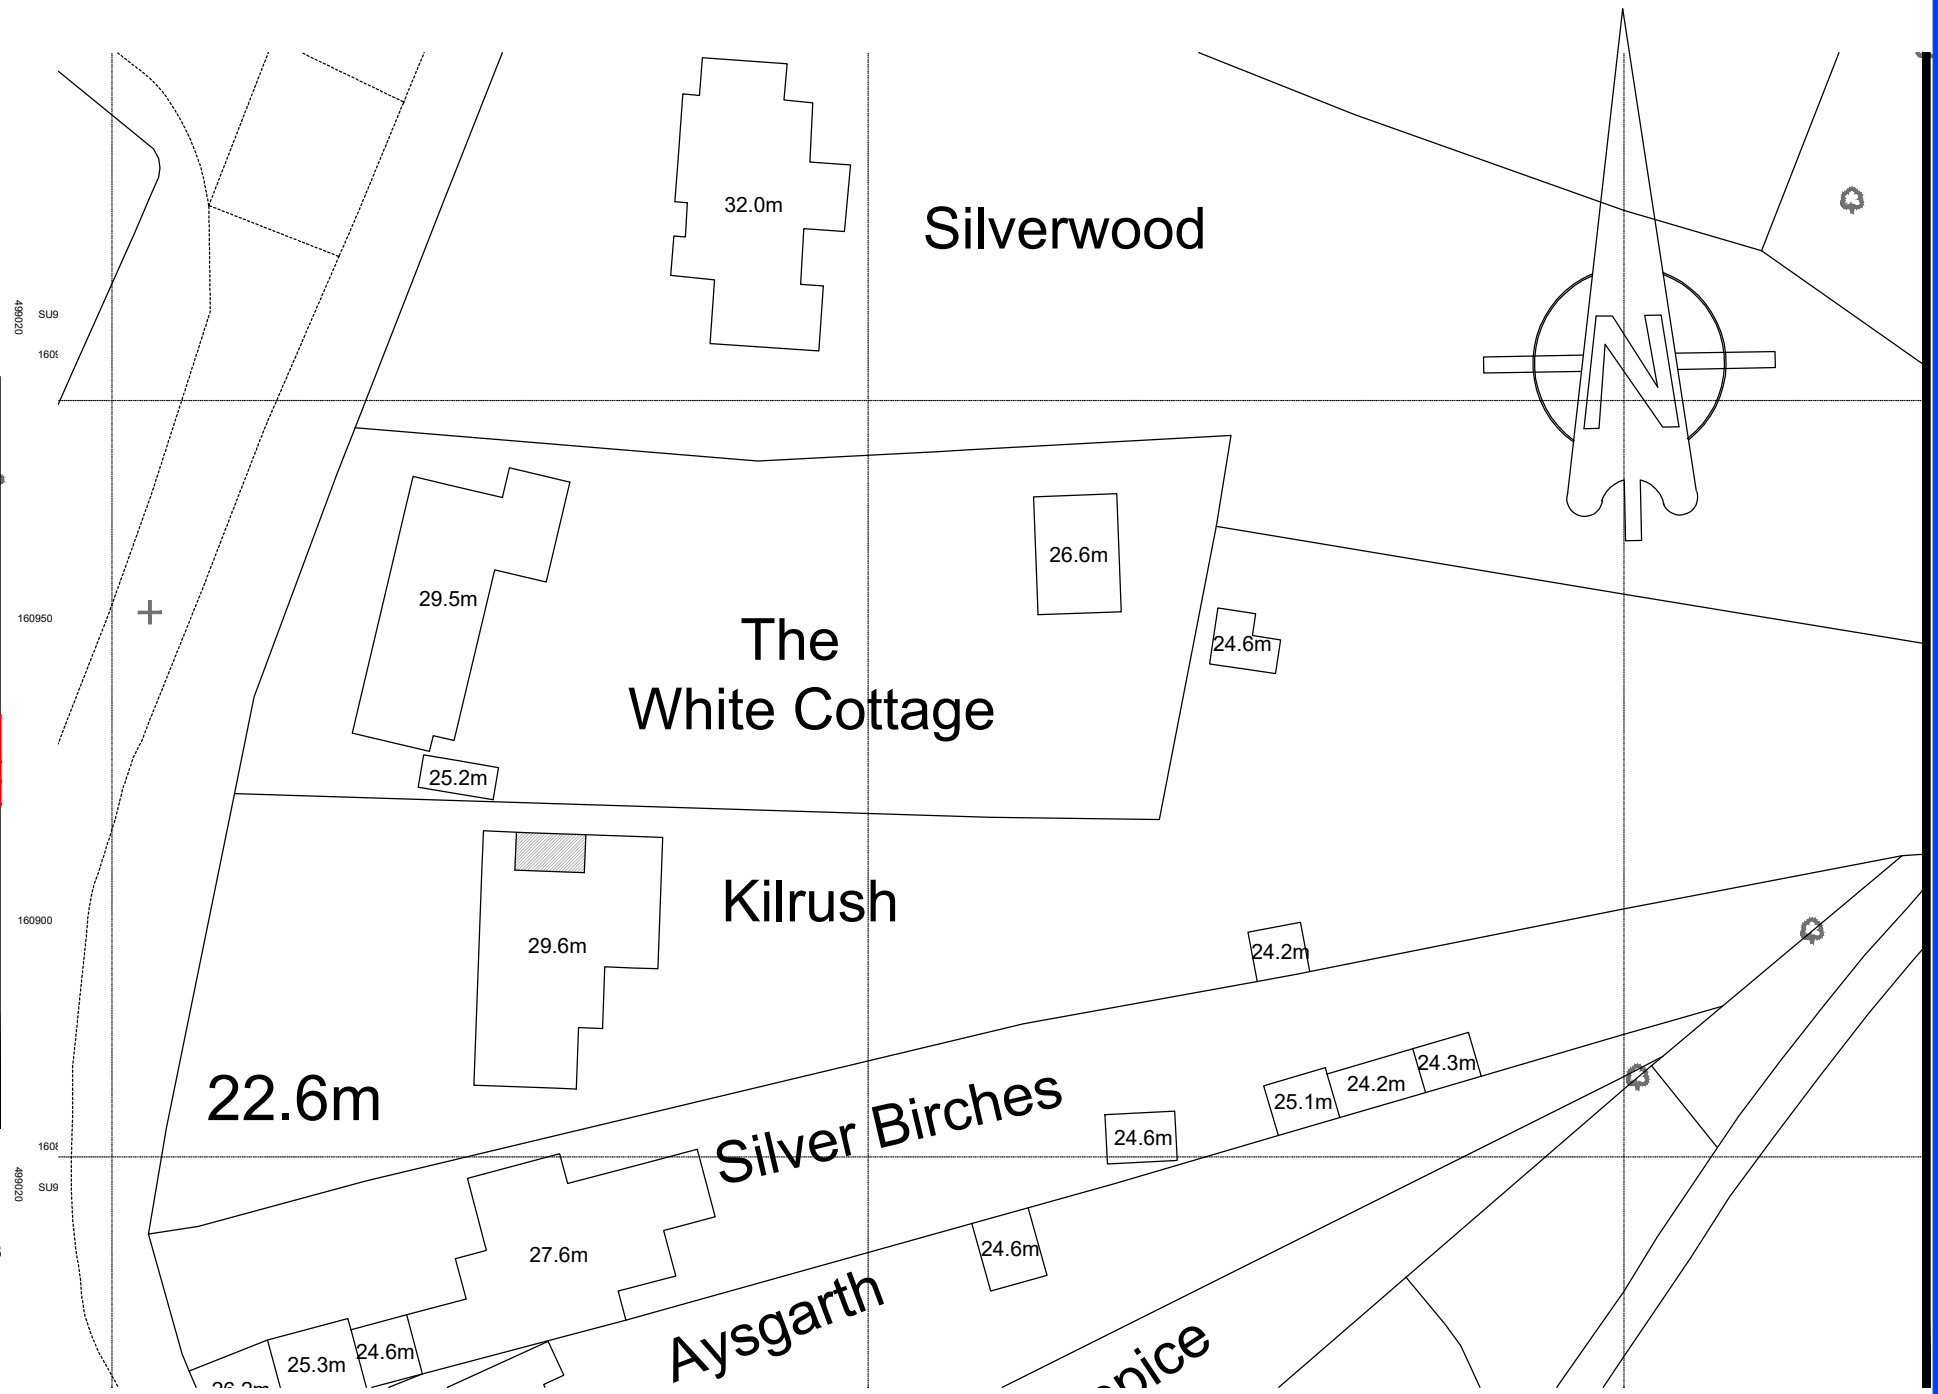 32.0m
Silverwood
499020
SU9
N
29.5m
26.6m
The
White Cottage
24.6m
160950
25.2m
Kilrush
160900
29.6m
24.2m
22.6m
Silver Birches
24.3m
24.2m
25.1m
24.6m
499020
SU9
27.6m
24.6m
Aysgarth
24.6m
25.3m